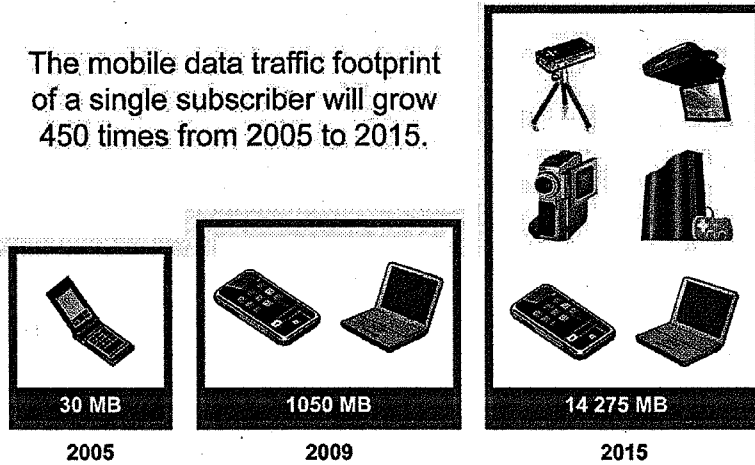 The mobile data traffic footprint
of a single subscriber will grow
450 times from 2005 to 2015.
30 MB
1050 MB
14 275 MB
2005
2009
2015